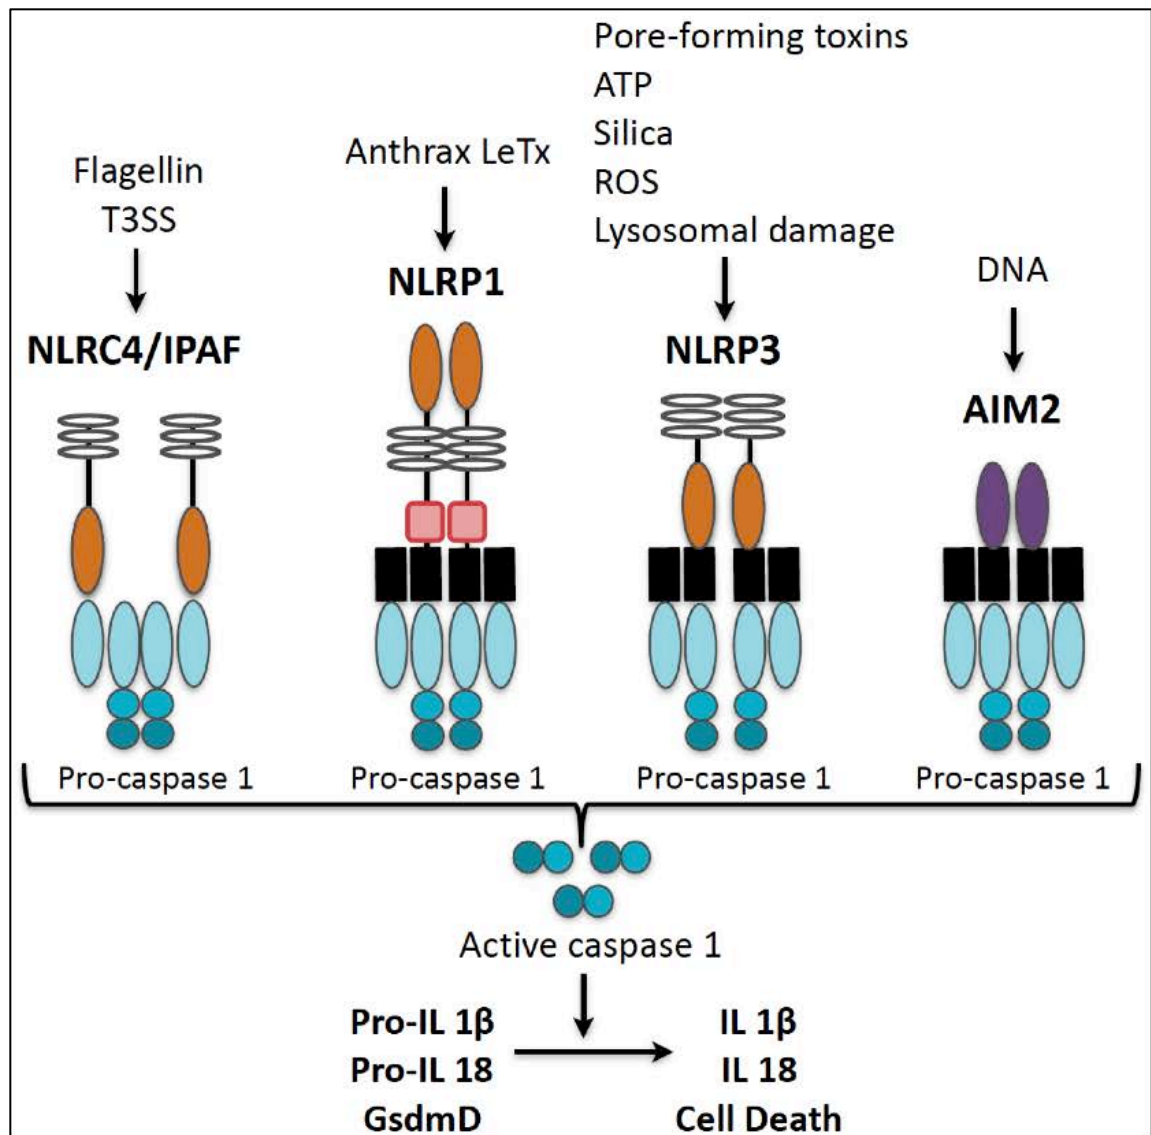 Flagellin
T3SS
NLRC4/IPAF
Anthrax LeTx
NLRP1
Pore-forming toxins
ATP
Silica
ROS
Lysosomal damage
NLRP3
DNA
AIM2
Pro-caspase 1
Pro-caspase 1
Pro-caspase 1
Pro-caspase 1
Active caspase 1
Pro-IL 1β
Pro-IL 18
GsdmD
IL 1β
IL 18
Cell Death